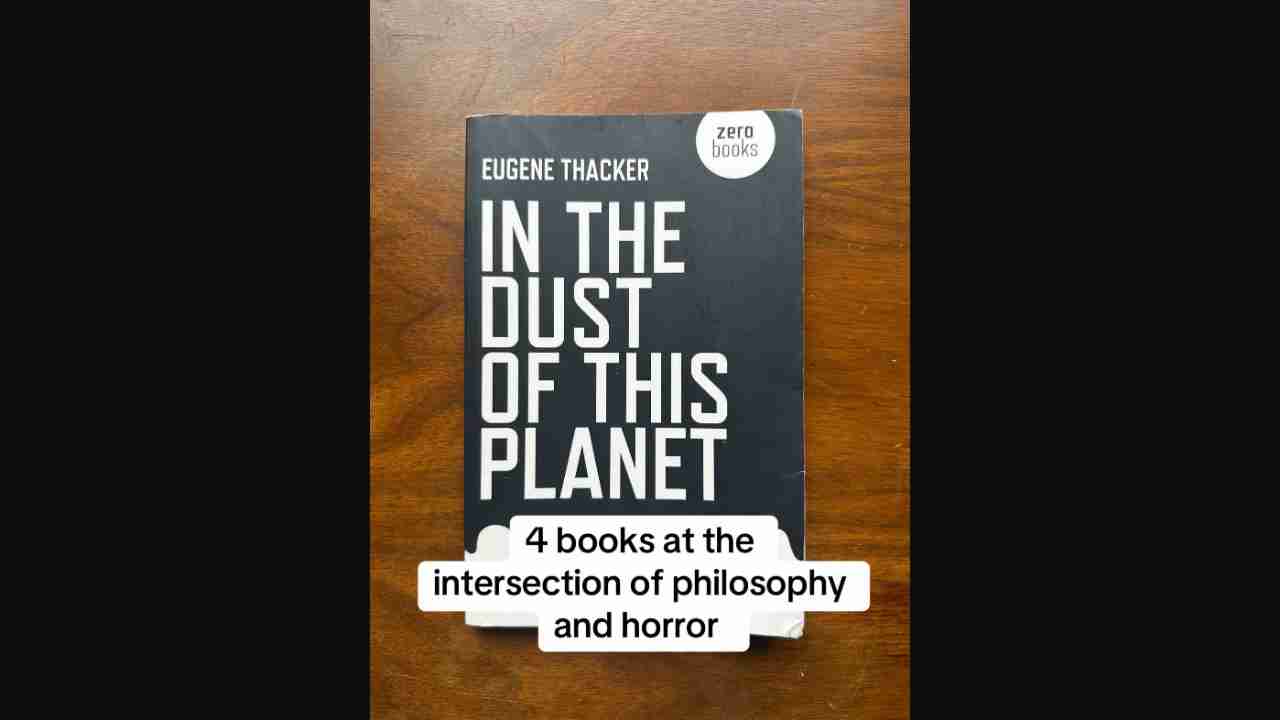 zero
books
EUGENE THACKER
IN THE
DUST
OF THIS
PLANET
4 books at the
intersection of philosophy
and horror